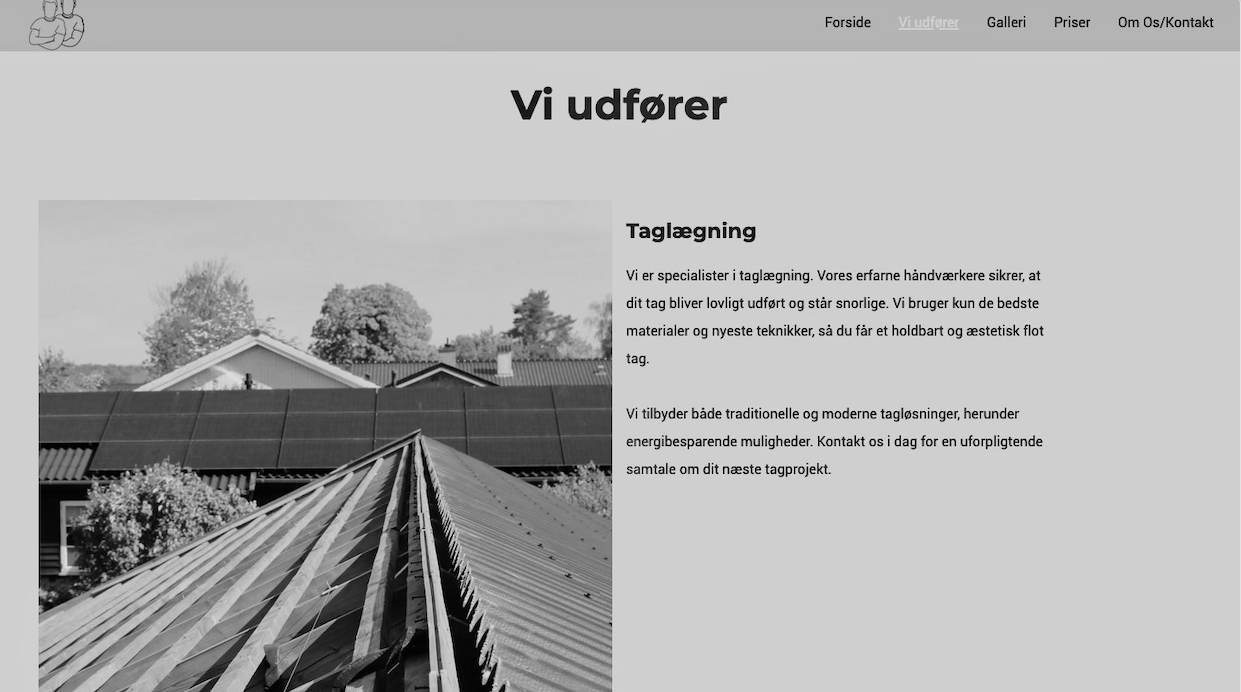 Forside Vi udfører Galleri Priser Om Os/Kontakt
Vi udfører
Taglægning
Vi er specialister i taglægning. Vores erfarne håndværkere sikrer, at
dit tag bliver lovligt udført og står snorlige. Vi bruger kun de bedste
materialer og nyeste teknikker, så du får et holdbart og æstetisk flot
tag.
Vi tilbyder både traditionelle og moderne tagløsninger, herunder
energibesparende muligheder. Kontakt os i dag for en uforpligtende
samtale om dit næste tagprojekt.